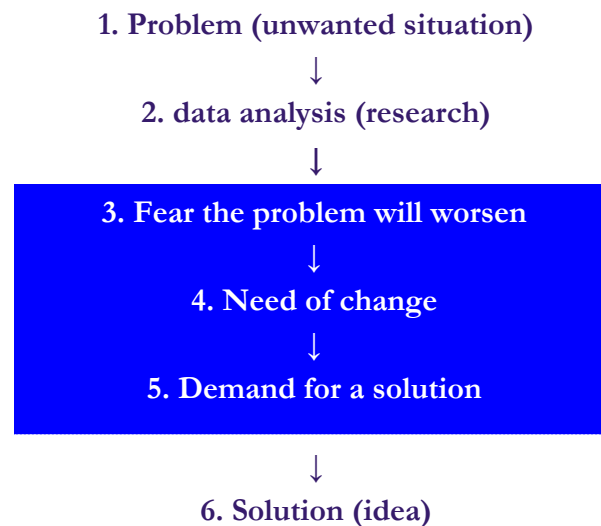 1. Problem (unwanted situation)
↓
2. data analysis (research)
↓
3. Fear the problem will worsen
↓
4. Need of change
↓
5. Demand for a solution
↓
6. Solution (idea)